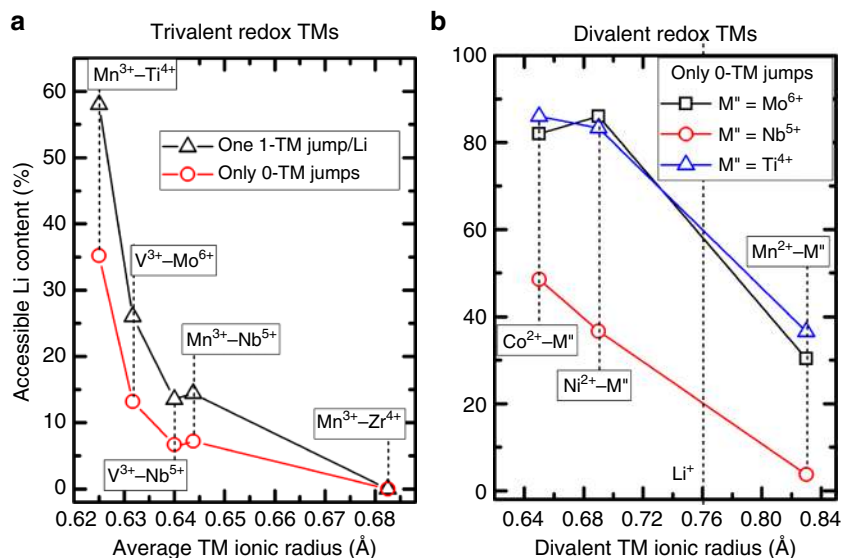 a
Trivalent redox TMs
Accessible Li content (%)
60
50
40
30
20
10
0
Mn³⁺–Ti⁴⁺
One 1-TM jump/Li
Only 0-TM jumps
V³⁺–Mo⁶⁺
Mn³⁺–Nb⁵⁺
Mn³⁺–Zr⁴⁺
V³⁺–Nb⁵⁺
0.62 0.63 0.64 0.65 0.66 0.67 0.68
Average TM ionic radius (Å)
b
Divalent redox TMs
100
80
60
40
20
00
Only 0-TM jumps
M" = Mo⁶⁺
M" = Nb⁵⁺
M" = Ti⁴⁺
Mn²⁺–M"
Co²⁺–M"
Ni²⁺–M"
Li⁺
0.64 0.68 0.72 0.76 0.80 0.84
Divalent TM ionic radius (Å)